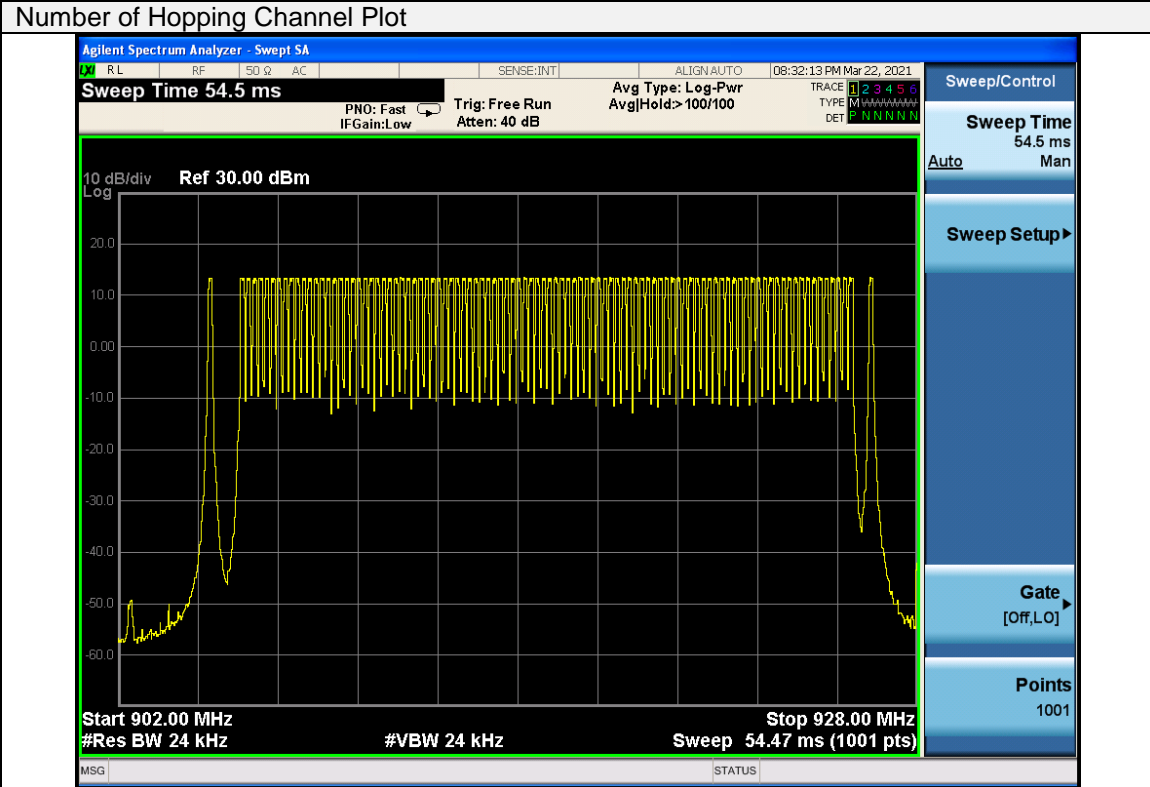 Number of Hopping Channel Plot
Agilent Spectrum Analyzer - Swept SA
LXI RL RF 50 Ω AC SENSE:INT ALIGN AUTO 08:32:13 PM Mar 22, 2021
Sweep Time 54.5 ms
PNO: Fast
IFGain:Low
Trig: Free Run
Atten: 40 dB
Avg Type: Log-Pwr
Avg|Hold:>100/100
TRACE 1 2 3 4 5 6
TYPE M
DET P N N N N N
10 dB/div Ref 30.00 dBm
Log
20.0
10.0
0.00
-10.0
-20.0
-30.0
-40.0
-50.0
-60.0
Start 902.00 MHz Stop 928.00 MHz
#Res BW 24 kHz #VBW 24 kHz Sweep 54.47 ms (1001 pts)
MSG STATUS
Sweep/Control
Sweep Time
54.5 ms
Auto Man
Sweep Setup
Gate
[Off,LO]
Points
1001